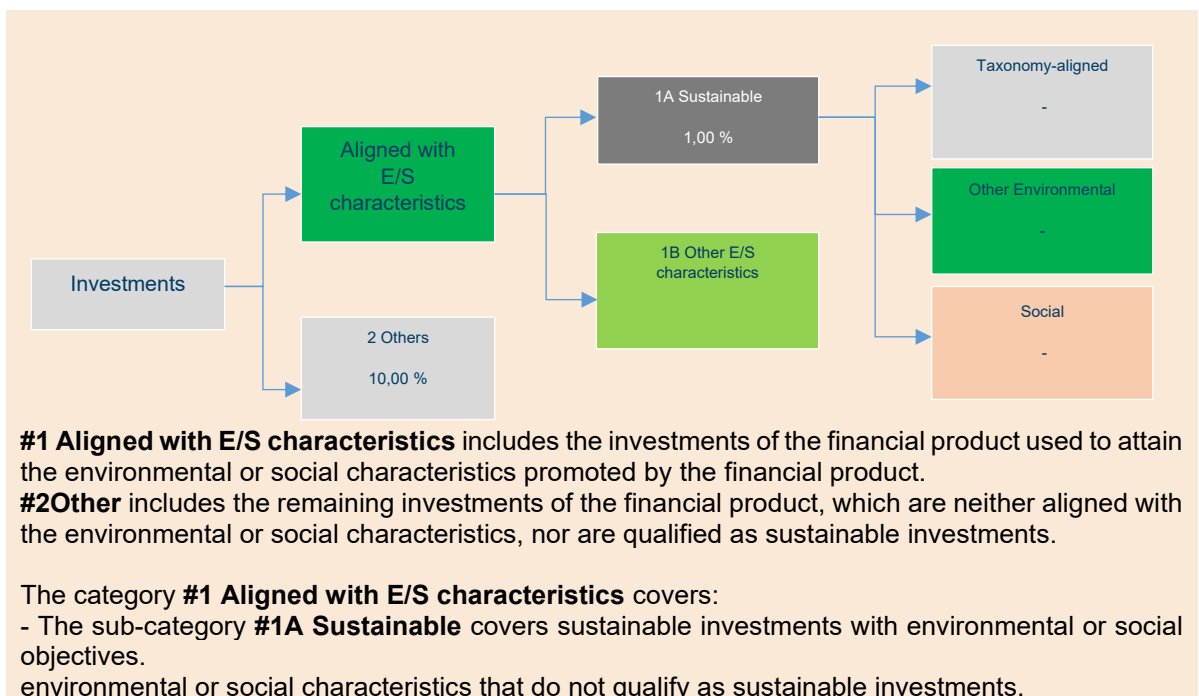 Taxonomy-aligned
-
1A Sustainable
1,00 %
Aligned with
E/S
characteristics
Other Environmental
-
1B Other E/S
characteristics
Investments
Social
-
2 Others
10,00 %
#1 Aligned with E/S characteristics includes the investments of the financial product used to attain
the environmental or social characteristics promoted by the financial product.
#2Other includes the remaining investments of the financial product, which are neither aligned with
the environmental or social characteristics, nor are qualified as sustainable investments.
The category #1 Aligned with E/S characteristics covers:
- The sub-category #1A Sustainable covers sustainable investments with environmental or social
objectives.
environmental or social characteristics that do not qualify as sustainable investments.